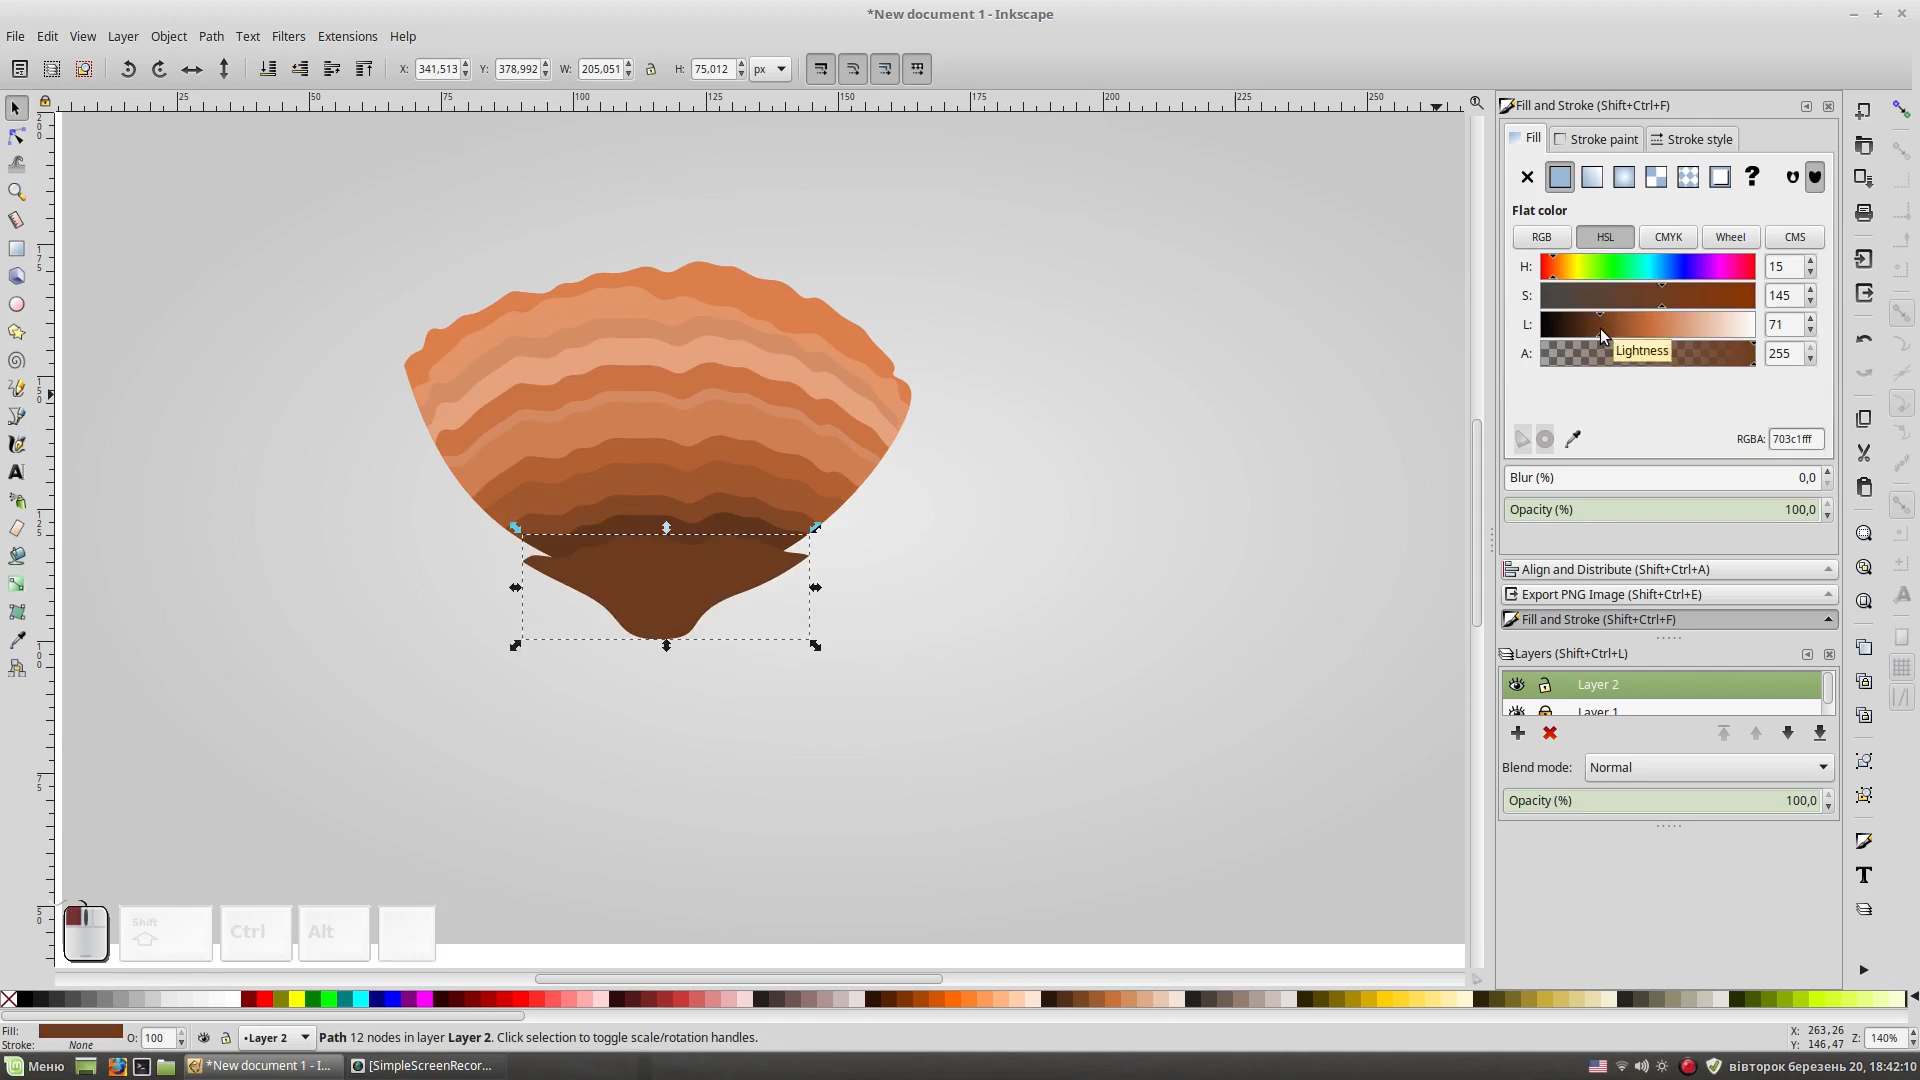 *New document 1 - Inkscape
File Edit View Layer Object Path Text Filters Extensions Help
X: 341,513 Y: 378,992 W: 205,051 H: 75,012 px
25 50 75 100 125 150 175 200 225 250
Fill and Stroke (Shift+Ctrl+F)
Fill Stroke paint Stroke style
?
Flat color
RGB HSL CMYK Wheel CMS
H: 15
S: 145
L: 71
Lightness
A: 255
RGBA: 703c1fff
Blur (%) 0,0
Opacity (%) 100,0
Align and Distribute (Shift+Ctrl+A)
Export PNG Image (Shift+Ctrl+E)
Fill and Stroke (Shift+Ctrl+F)
Layers (Shift+Ctrl+L)
Layer 2
Layer 1
Blend mode: Normal
Opacity (%) 100,0
Shift Ctrl Alt
Fill:
Stroke: None
O: 100
•Layer 2
Path 12 nodes in layer Layer 2. Click selection to toggle scale/rotation handles.
X: 263,26
Y: 146,47
Z: 140%
Меню *New document 1 - I... [SimpleScreenRecor... вівторок березень 20, 18:42:10